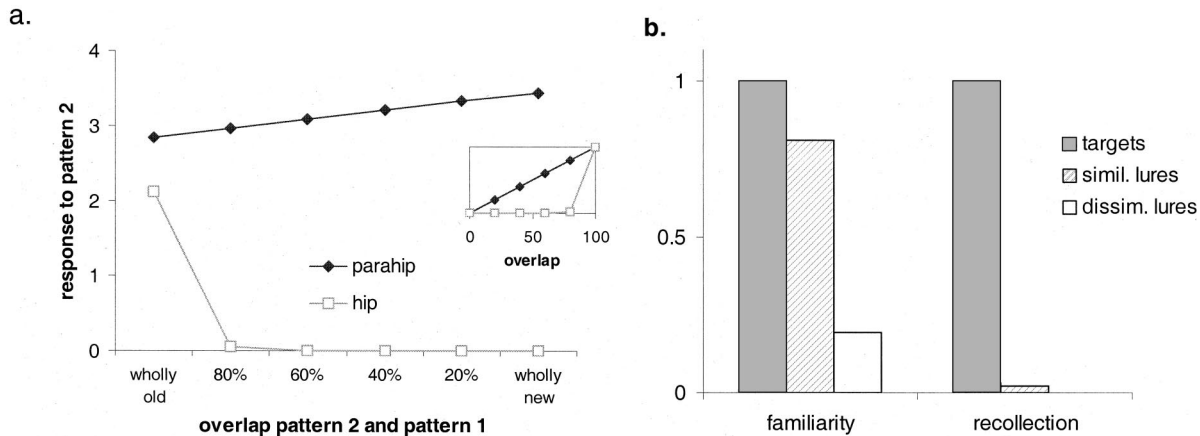 a.
4
3
2
1
0
response to pattern 2
parahip
hip
0 50 100
overlap
wholly old
80%
60%
40%
20%
wholly new
overlap pattern 2 and pattern 1
b.
1
0.5
0
targets
simil. lures
dissim. lures
familiarity
recollection